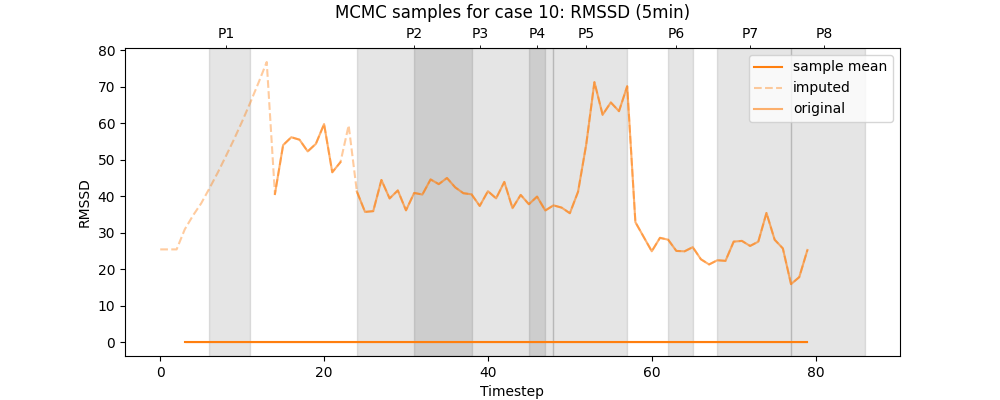 MCMC samples for case 10: RMSSD (5min)
P1 P2 P3 P4 P5 P6 P7 P8
80
70
60
50
40
30
20
10
0
RMSSD
sample mean
imputed
original
0 20 40 60 80
Timestep